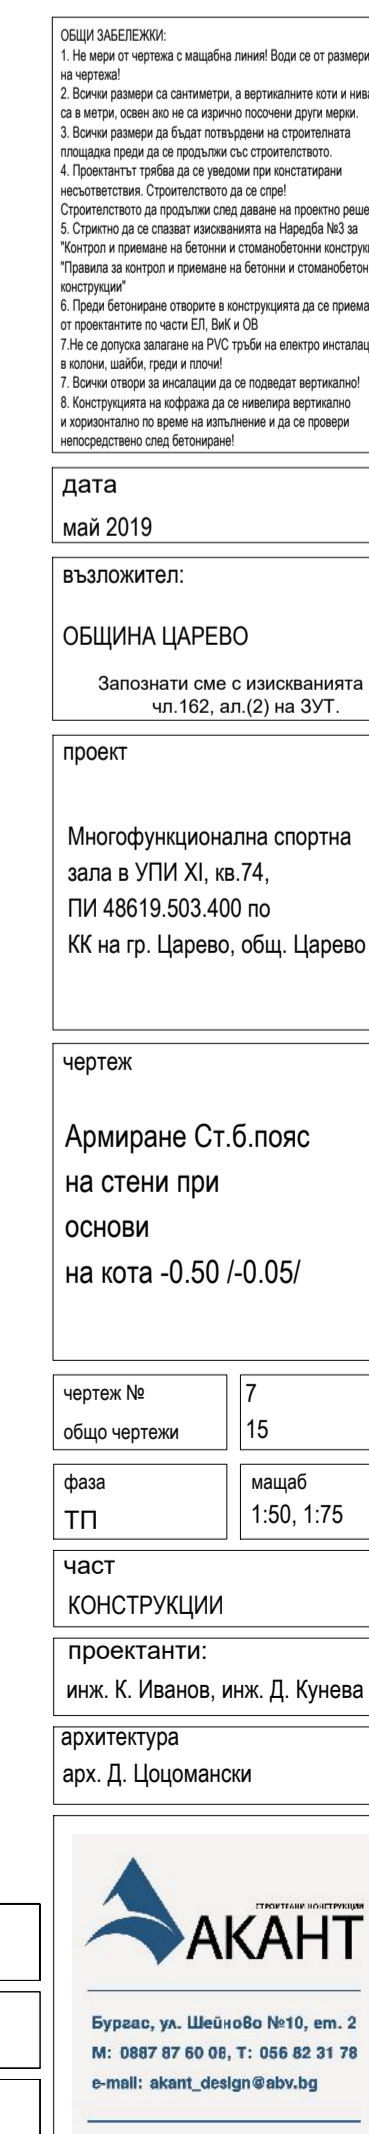 ОБЩИ ЗАБЕЛЕЖКИ:
1. Не мери от чертежа с мащабна линия! Води се от размери
на чертежа!
2. Всички размери са сантиметри, а вертикалните коти и нива
са в метри, освен ако не са изрично посочени други мерки.
3. Всички размери да бъдат потвърдени на строителната
площадка преди да се продължи със строителството.
4. Проектантът трябва да се уведоми при констатирани
несъответствия. Строителството да се спре!
Строителството да продължи след даване на проектно реше
5. Стриктно да се спазват изискванията на Наредба №3 за
"Контрол и приемане на бетонни и стоманобетонни конструк
"Правила за контрол и приемане на бетонни и стоманобетон
конструкции"
6. Преди бетониране отворите в конструкцията да се приема
от проектантите по части ЕЛ, ВиК и ОВ
7.Не се допуска залагане на PVC тръби на електро инсталац
в колони, шайби, греди и плочи!
7. Всички отвори за инсалации да се подведат вертикално!
8. Конструкцията на кофража да се нивелира вертикално
и хоризонтално по време на изпълнение и да се провери
непосредствено след бетониране!
дата
май 2019
възложител:
ОБЩИНА ЦАРЕВО
Запознати сме с изискванията
чл.162, ал.(2) на ЗУТ.
проект
Многофункционална спортна
зала в УПИ XI, кв.74,
ПИ 48619.503.400 по
КК на гр. Царево, общ. Царево
чертеж
Армиране Ст.б.пояс
на стени при
основи
на кота -0.50 /-0.05/
чертеж № 7
общо чертежи 15
фаза мащаб
ТП 1:50, 1:75
част
КОНСТРУКЦИИ
проектанти:
инж. К. Иванов, инж. Д. Кунева
архитектура
арх. Д. Цоцомански
СТРОИТЕЛНИ КОНСТРУКЦИИ
АКАНТ
Бургас, ул. Шейново №10, ет. 2
М: 0887 87 60 08, Т: 056 82 31 78
e-mail: akant_design@abv.bg